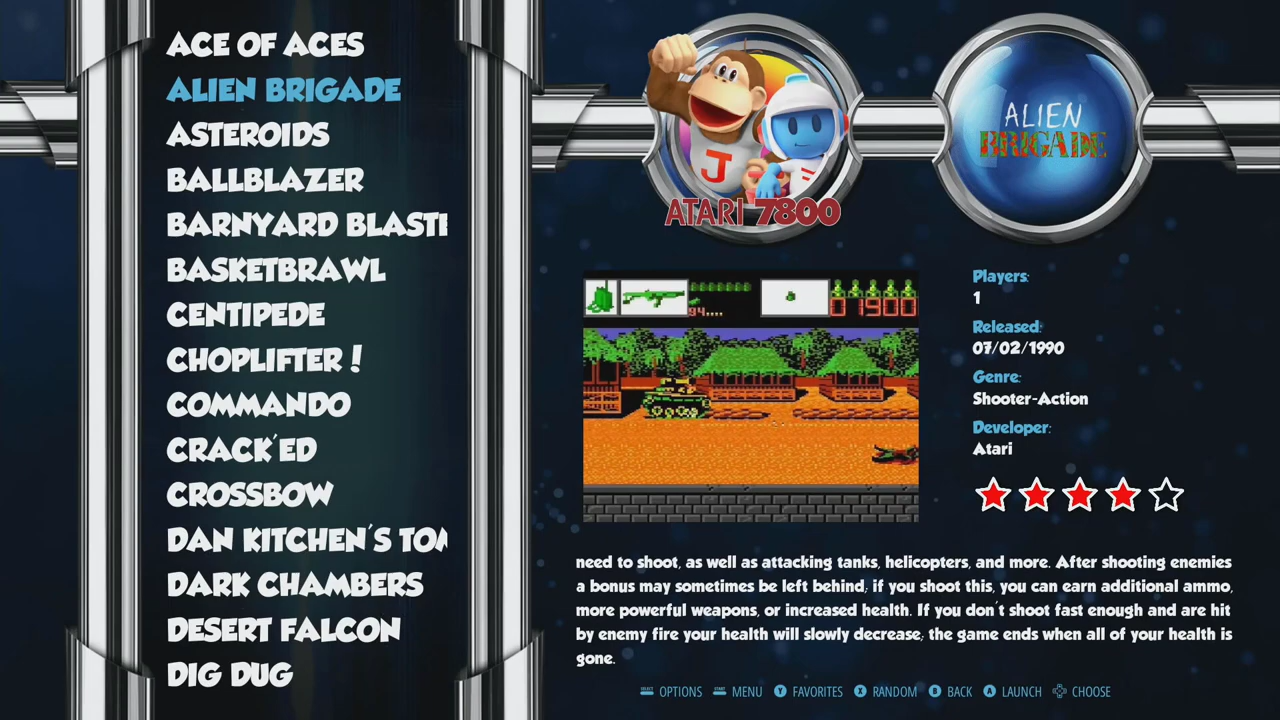 ACE OF ACES
ALIEN BRIGADE
ASTEROIDS
BALLBLAZER
BARNYARD BLASTE
BASKETBRAWL
CENTIPEDE
CHOPLIFTER!
COMMANDO
CRACK'ED
CROSSBOW
DAN KITCHEN'S TOM
DARK CHAMBERS
DESERT FALCON
DIG DUG
J
ATARI 7800
ALIEN
BRIGADE
94....
01900
Players:
1
Released:
07/02/1990
Genre:
Shooter-Action
Developer:
Atari
need to shoot, as well as attacking tanks, helicopters, and more. After shooting enemies
a bonus may sometimes be left behind; if you shoot this, you can earn additional ammo,
more powerful weapons, or increased health. If you don't shoot fast enough and are hit
by enemy fire your health will slowly decrease; the game ends when all of your health is
gone.
SELECT OPTIONS START MENU Y FAVORITES X RANDOM B BACK A LAUNCH CHOOSE